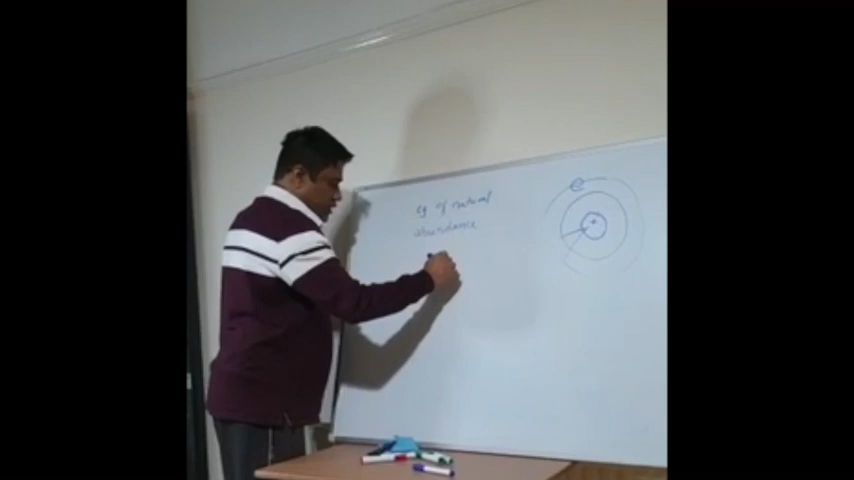 eg of natural
abundance
e
+